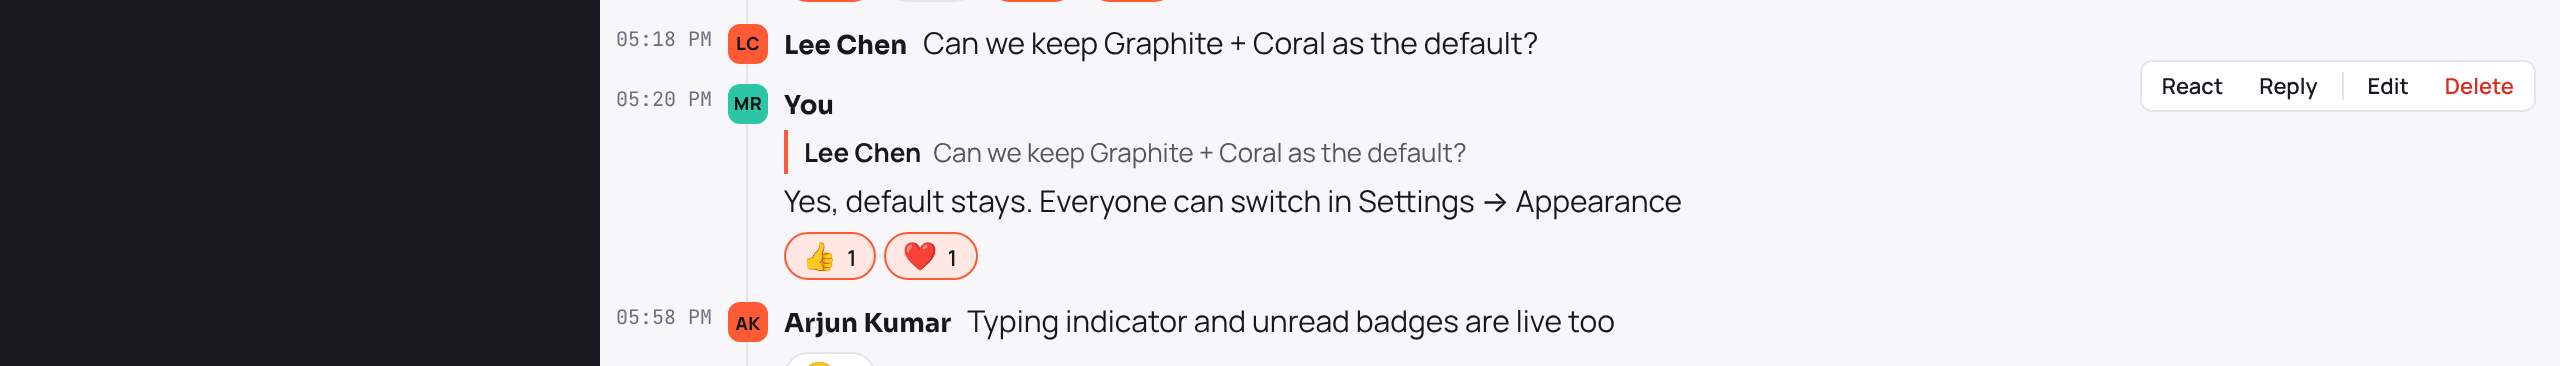 05:18 PM LC Lee Chen Can we keep Graphite + Coral as the default?
React Reply Edit Delete
05:20 PM MR You
Lee Chen Can we keep Graphite + Coral as the default?
Yes, default stays. Everyone can switch in Settings → Appearance
👍 1 ❤️ 1
05:58 PM AK Arjun Kumar Typing indicator and unread badges are live too